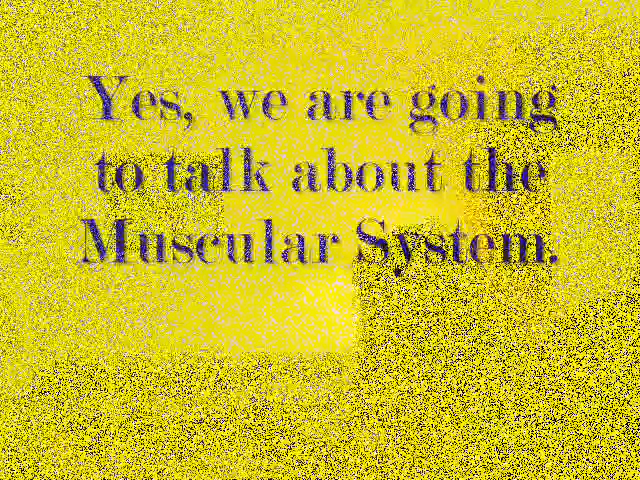 Yes, we are going
to talk about the
Muscular System.